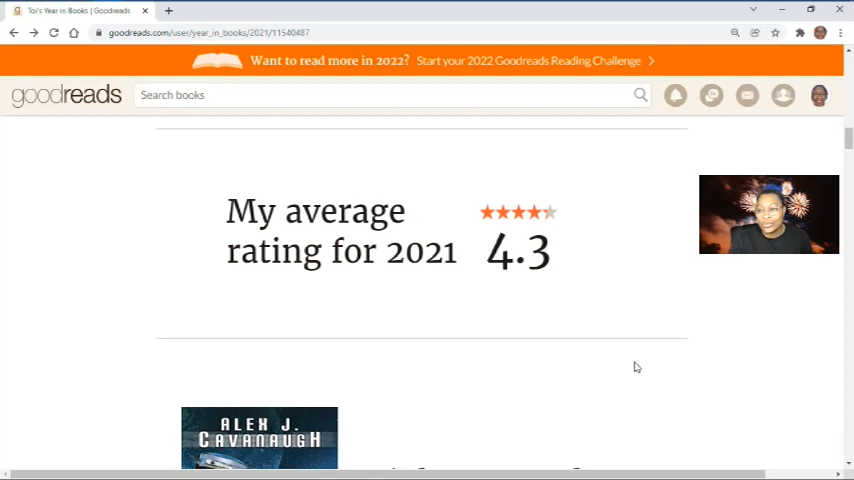 Toi's Year in Books | Goodreads
goodreads.com/user/year_in_books/2021/11540487
Want to read more in 2022? Start your 2022 Goodreads Reading Challenge
goodreads
Search books
My average
rating for 2021
4.3
ALEX J.
CAVANAUGH